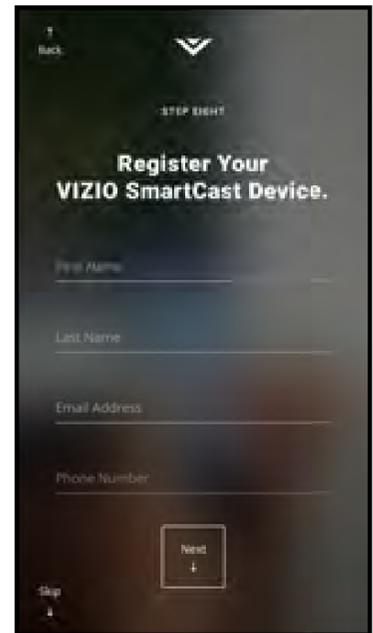 ↑
Back
STEP EIGHT
Register Your
VIZIO SmartCast Device.
First Name
Last Name
Email Address
Phone Number
Next
↓
Skip
↓